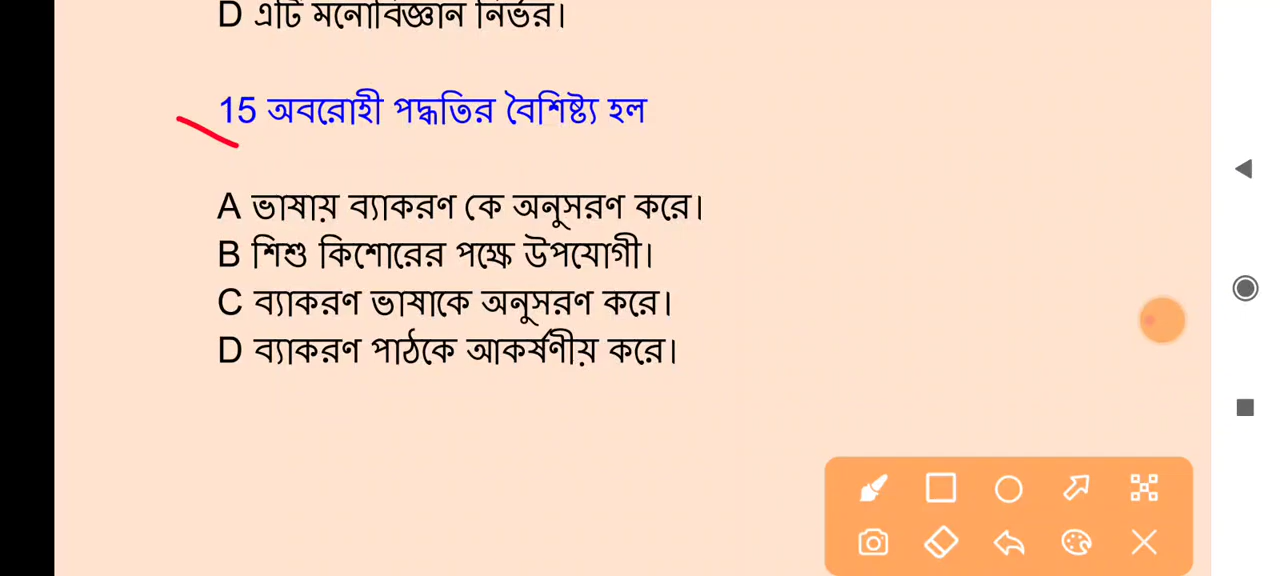 D এটি মনোবিজ্ঞান নির্ভর।
15 অবরোহী পদ্ধতির বৈশিষ্ট্য হল
A ভাষায় ব্যাকরণ কে অনুসরণ করে।
B শিশু কিশোরের পক্ষে উপযোগী।
C ব্যাকরণ ভাষাকে অনুসরণ করে।
D ব্যাকরণ পাঠকে আকর্ষণীয় করে।